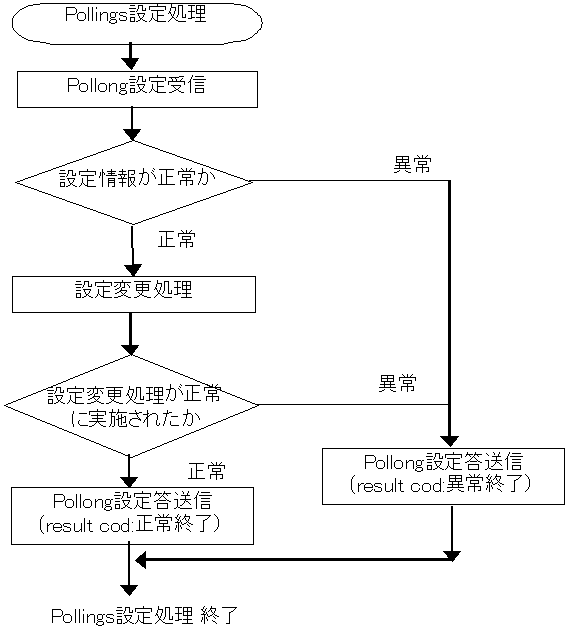 Pollings設定処理
Pollong設定受信
設定情報が正常か
異常
正常
設定変更処理
設定変更処理が正常
に実施されたか
異常
正常
Pollong設定答送信
(result cod:異常終了)
Pollong設定答送信
(result cod:正常終了)
Pollings設定処理 終了